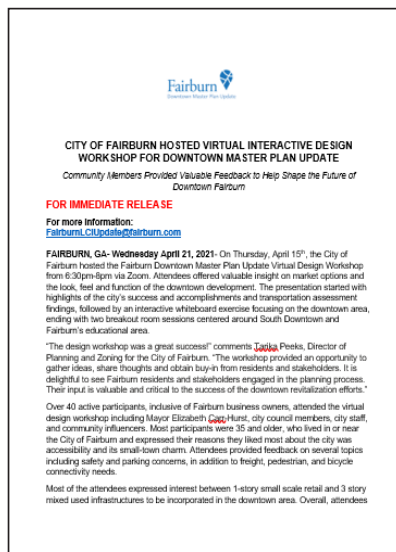 Fairburn
Downtown Master Plan Update
CITY OF FAIRBURN HOSTED VIRTUAL INTERACTIVE DESIGN
WORKSHOP FOR DOWNTOWN MASTER PLAN UPDATE
Community Members Provided Valuable Feedback to Help Shape the Future of
Downtown Fairburn
FOR IMMEDIATE RELEASE
For more Information:
FairburnLCIUpdate@fairburn.com
FAIRBURN, GA- Wednesday April 21, 2021- On Thursday, April 15th, the City of
Fairburn hosted the Fairburn Downtown Master Plan Update Virtual Design Workshop
from 6:30pm-8pm via Zoom. Attendees offered valuable insight on market options and
the look, feel and function of the downtown development. The presentation started with
highlights of the city's success and accomplishments and transportation assessment
findings, followed by an interactive whiteboard exercise focusing on the downtown area,
ending with two breakout room sessions centered around South Downtown and
Fairburn's educational area.
"The design workshop was a great success!" comments Tarika Peeks, Director of
Planning and Zoning for the City of Fairburn. "The workshop provided an opportunity to
gather ideas, share thoughts and obtain buy-in from residents and stakeholders. It is
delightful to see Fairburn residents and stakeholders engaged in the planning process.
Their input is valuable and critical to the success of the downtown revitalization efforts."
Over 40 active participants, inclusive of Fairburn business owners, attended the virtual
design workshop including Mayor Elizabeth Carr-Hurst, city council members, city staff,
and community influencers. Most participants were 35 and older, who lived in or near
the City of Fairburn and expressed their reasons they liked most about the city was
accessibility and its small-town charm. Attendees provided feedback on several topics
including safety and parking concerns, in addition to freight, pedestrian, and bicycle
connectivity needs.
Most of the attendees expressed interest between 1-story small scale retail and 3 story
mixed used infrastructures to be incorporated in the downtown area. Overall, attendees